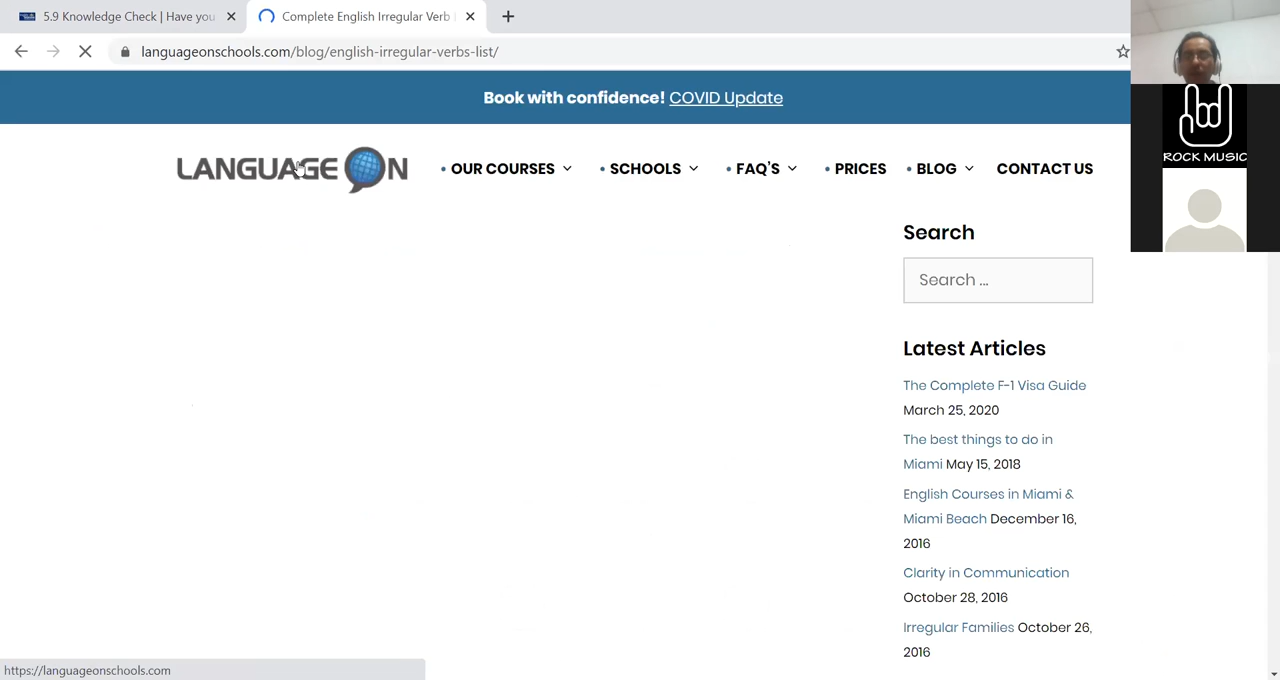 5.9 Knowledge Check | Have you
Complete English Irregular Verb
languageonschools.com/blog/english-irregular-verbs-list/
Book with confidence! COVID Update
LANGUAGE ON
OUR COURSES
SCHOOLS
FAQ'S
PRICES
BLOG
CONTACT US
ROCK MUSIC
Search
Search ...
Latest Articles
The Complete F-1 Visa Guide
March 25, 2020
The best things to do in
Miami May 15, 2018
English Courses in Miami &
Miami Beach December 16,
2016
Clarity in Communication
October 28, 2016
Irregular Families October 26,
2016
https://languageonschools.com